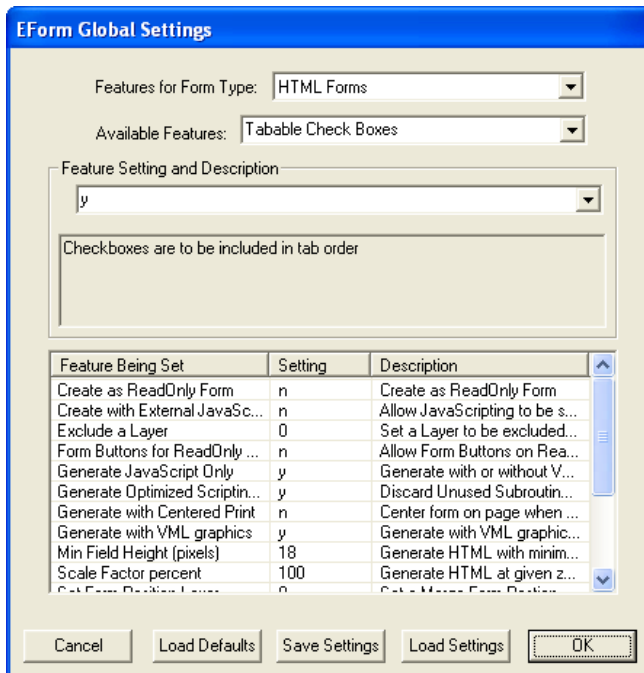 EForm Global Settings
Features for Form Type: HTML Forms
Available Features: Tabable Check Boxes
Feature Setting and Description
y
Checkboxes are to be included in tab order
Feature Being Set Setting Description
Create as ReadOnly Form n Create as ReadOnly Form
Create with External JavaSc... n Allow JavaScripting to be s...
Exclude a Layer 0 Set a Layer to be excluded...
Form Buttons for ReadOnly ... n Allow Form Buttons on Rea...
Generate JavaScript Only y Generate with or without V...
Generate Optimized Scriptin... y Discard Unused Subroutin...
Generate with Centered Print n Center form on page when ...
Generate with VML graphics y Generate with VML graphic...
Min Field Height (pixels) 18 Generate HTML with minim...
Scale Factor percent 100 Generate HTML at given z...
Cancel Load Defaults Save Settings Load Settings OK